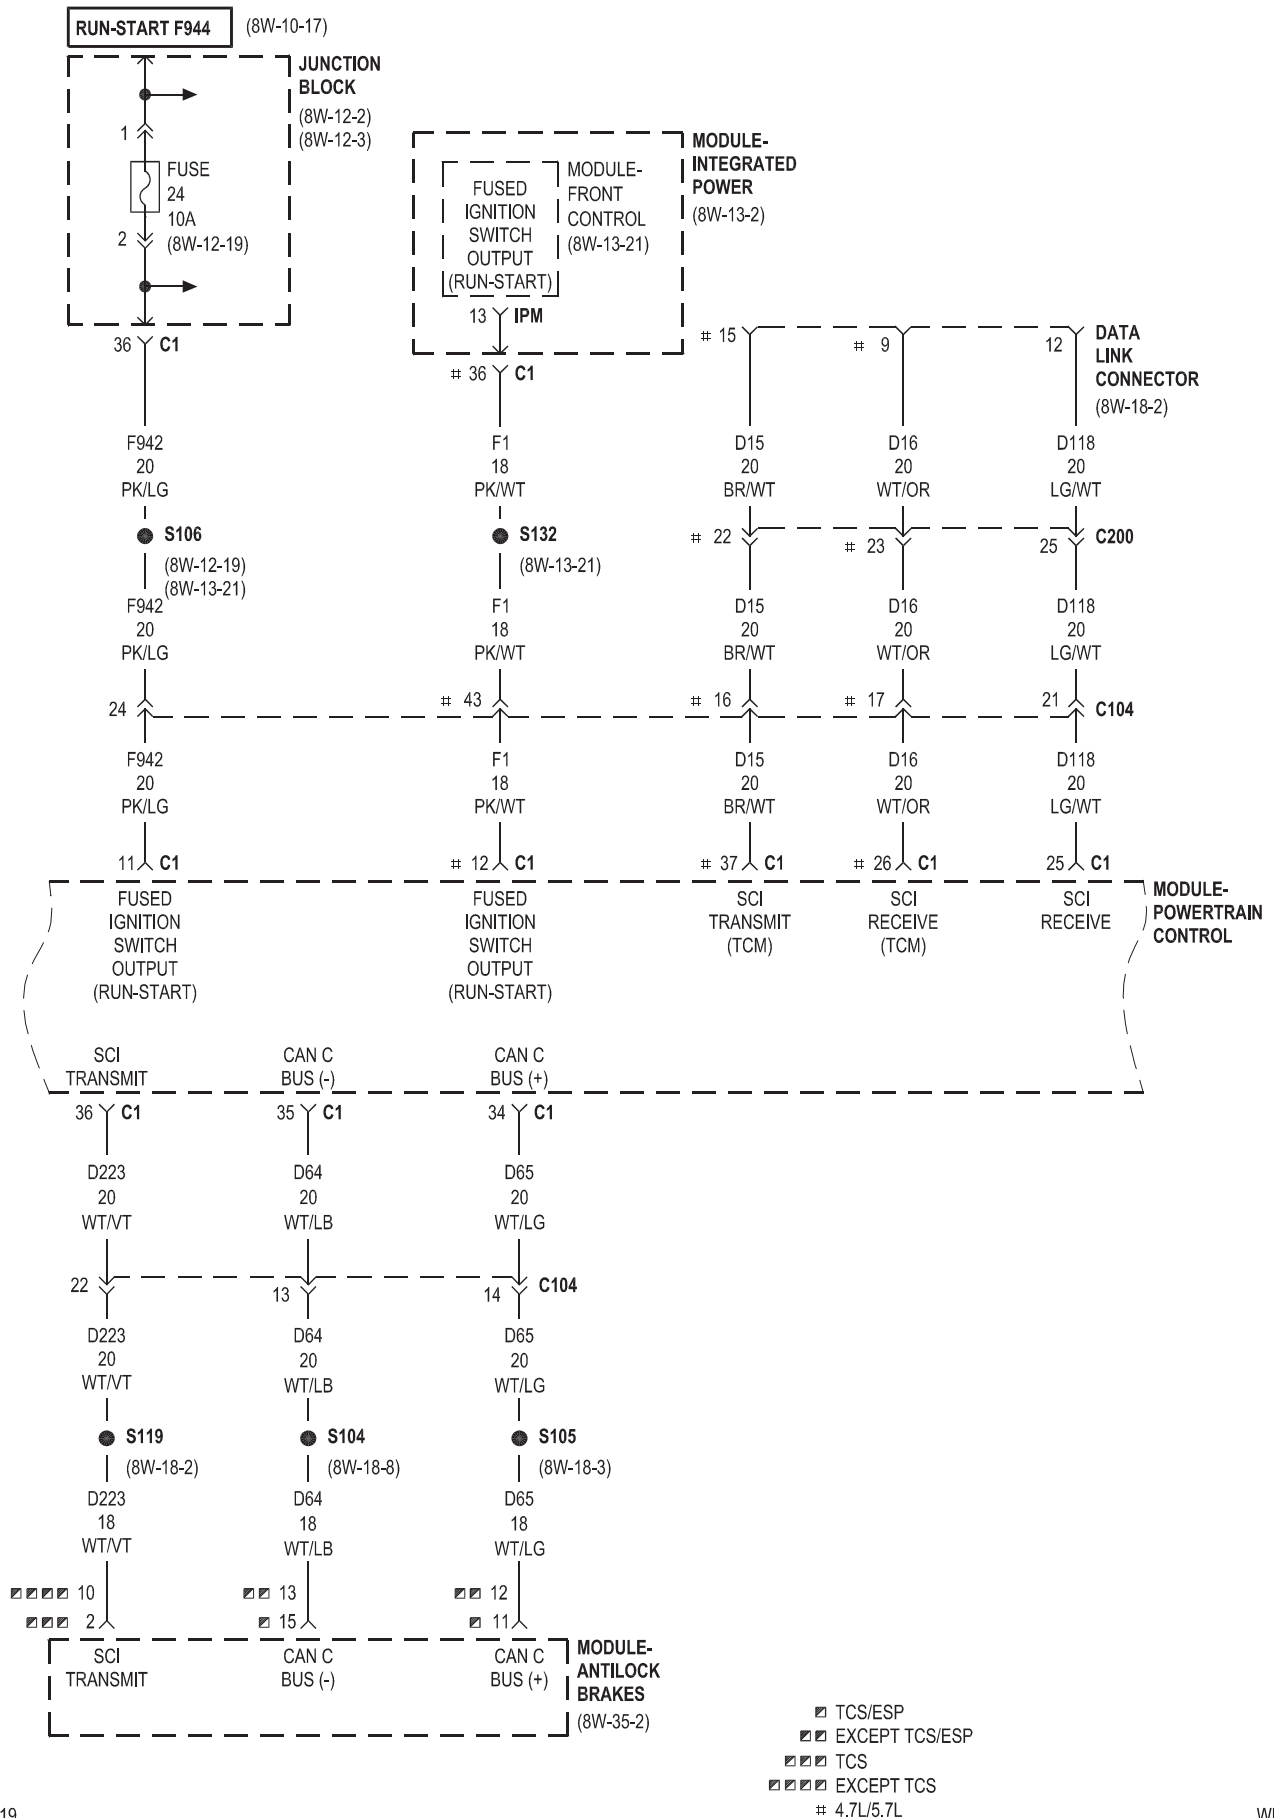 RUN-START F944 (8W-10-17)
JUNCTION
BLOCK
(8W-12-2)
(8W-12-3)
1
FUSE
24
10A
(8W-12-19)
2
36 C1
MODULE-
INTEGRATED
POWER
(8W-13-2)
MODULE-
FRONT
CONTROL
(8W-13-21)
FUSED
IGNITION
SWITCH
OUTPUT
(RUN-START)
13 IPM
# 36 C1
# 15
# 9
12
DATA
LINK
CONNECTOR
(8W-18-2)
F942
20
PK/LG
F1
18
PK/WT
D15
20
BR/WT
D16
20
WT/OR
D118
20
LG/WT
S106
(8W-12-19)
(8W-13-21)
S132
(8W-13-21)
# 22
# 23
25
C200
F942
20
PK/LG
F1
18
PK/WT
D15
20
BR/WT
D16
20
WT/OR
D118
20
LG/WT
24
# 43
# 16
# 17
21
C104
F942
20
PK/LG
F1
18
PK/WT
D15
20
BR/WT
D16
20
WT/OR
D118
20
LG/WT
11 C1
# 12 C1
# 37 C1
# 26 C1
25 C1
FUSED
IGNITION
SWITCH
OUTPUT
(RUN-START)
FUSED
IGNITION
SWITCH
OUTPUT
(RUN-START)
SCI
TRANSMIT
(TCM)
SCI
RECEIVE
(TCM)
SCI
RECEIVE
MODULE-
POWERTRAIN
CONTROL
SCI
TRANSMIT
CAN C
BUS (-)
CAN C
BUS (+)
36 C1
35 C1
34 C1
D223
20
WT/VT
D64
20
WT/LB
D65
20
WT/LG
22
13
14
C104
D223
20
WT/VT
D64
20
WT/LB
D65
20
WT/LG
S119
(8W-18-2)
S104
(8W-18-8)
S105
(8W-18-3)
D223
18
WT/VT
D64
18
WT/LB
D65
18
WT/LG
10
2
13
15
12
11
SCI
TRANSMIT
CAN C
BUS (-)
CAN C
BUS (+)
MODULE-
ANTILOCK
BRAKES
(8W-35-2)
TCS/ESP
EXCEPT TCS/ESP
TCS
EXCEPT TCS
# 4.7L/5.7L
19